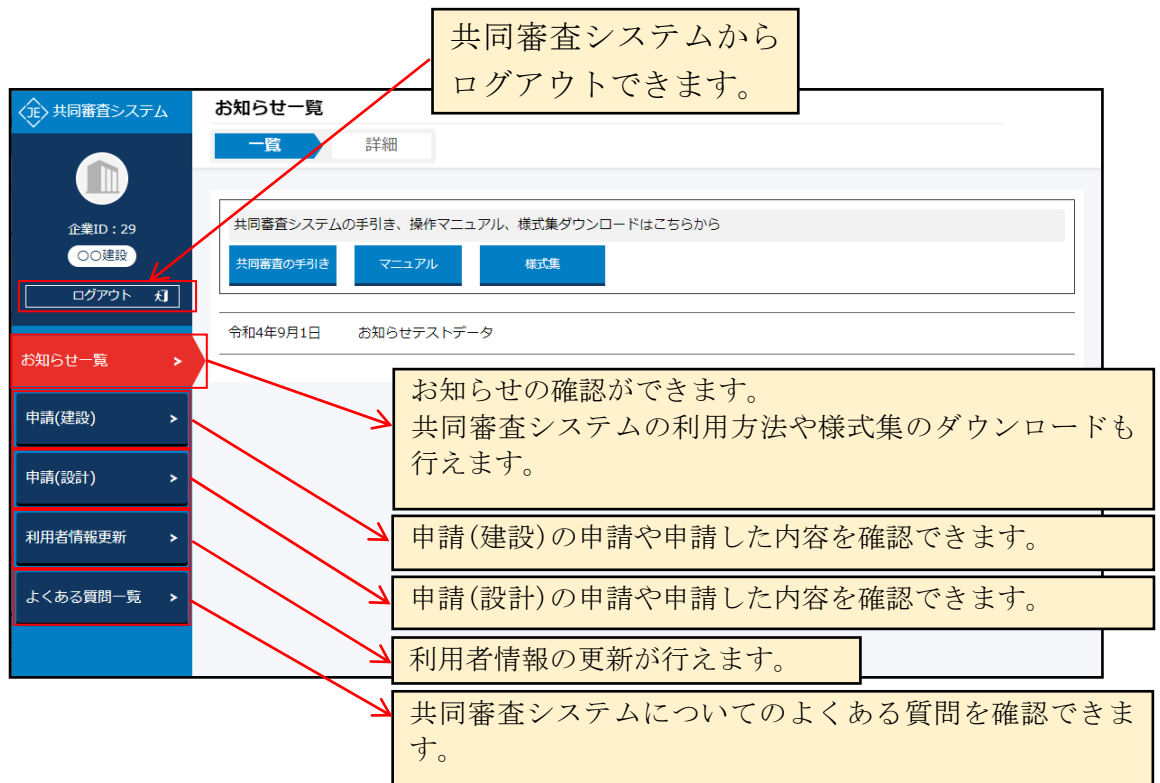 共同審査システムから
ログアウトできます。
JE 共同審査システム
お知らせ一覧
一覧
詳細
企業ID：29
〇〇建設
ログアウト
共同審査システムの手引き、操作マニュアル、様式集ダウンロードはこちらから
共同審査の手引き
マニュアル
様式集
令和4年9月1日 お知らせテストデータ
お知らせ一覧 >
お知らせの確認ができます。
共同審査システムの利用方法や様式集のダウンロードも
行えます。
申請(建設) >
申請(設計) >
利用者情報更新 >
よくある質問一覧 >
申請(建設)の申請や申請した内容を確認できます。
申請(設計)の申請や申請した内容を確認できます。
利用者情報の更新が行えます。
共同審査システムについてのよくある質問を確認できま
す。